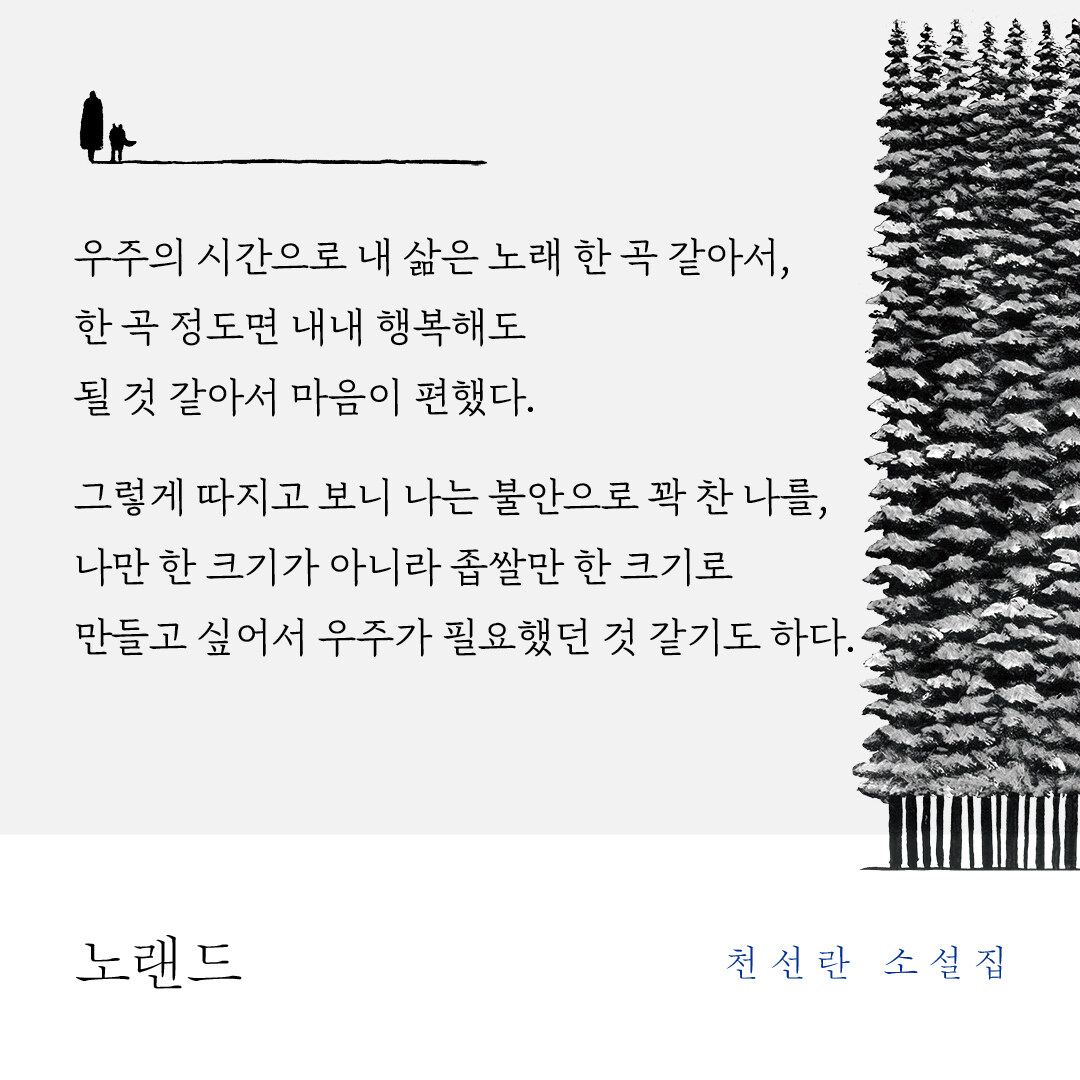 우주의 시간으로 내 삶은 노래 한 곡 같아서,
한 곡 정도면 내내 행복해도
될 것 같아서 마음이 편했다.
그렇게 따지고 보니 나는 불안으로 꽉 찬 나를,
나만 한 크기가 아니라 좁쌀만 한 크기로
만들고 싶어서 우주가 필요했던 것 같기도 하다.
노랜드
천선란 소설집